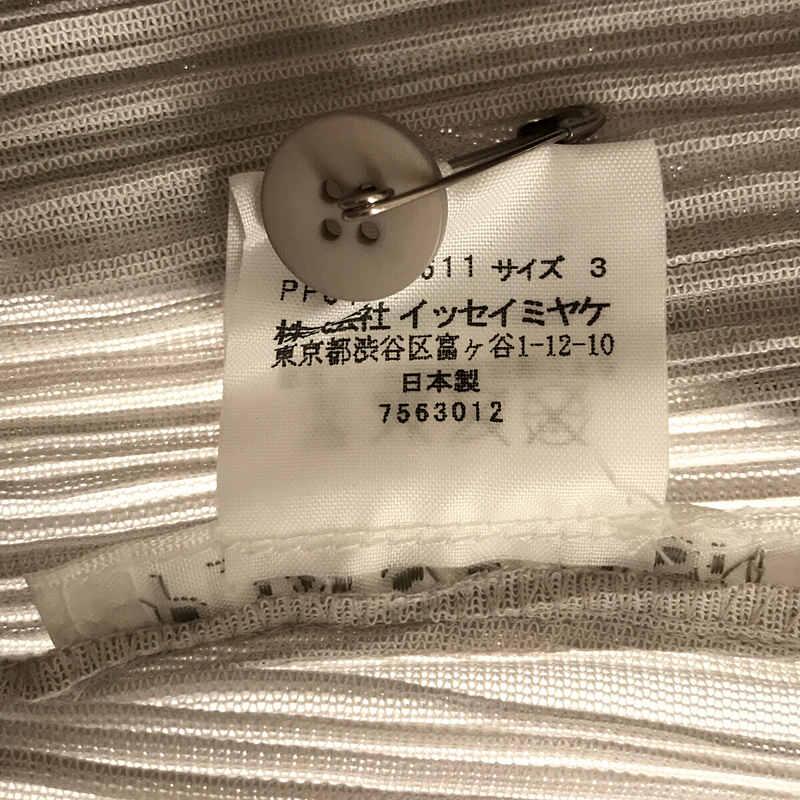 611 サイズ 3
株式会社 イッセイミヤケ
東京都渋谷区富ヶ谷1-12-10
日本製
7563012